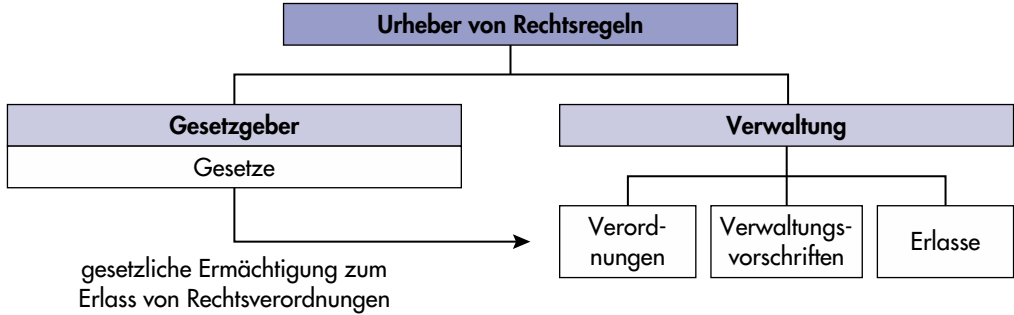 Urheber von Rechtsregeln
Gesetzgeber
Gesetze
gesetzliche Ermächtigung zum
Erlass von Rechtsverordnungen
Verwaltung
Verord-
nungen
Verwaltungs-
vorschriften
Erlasse